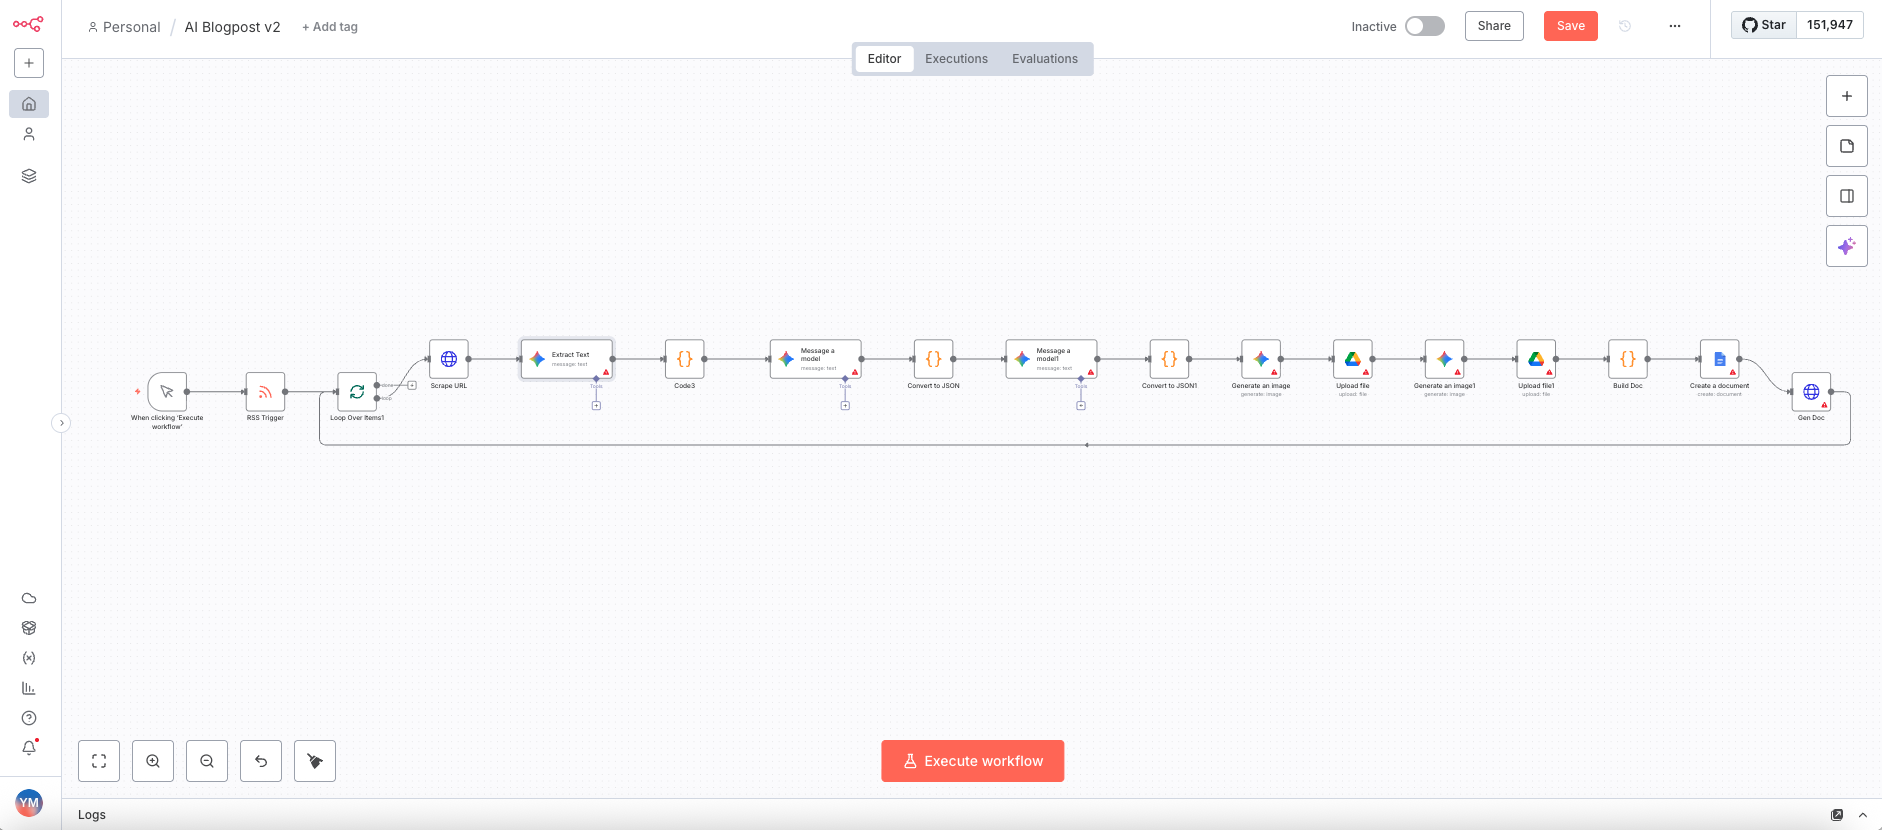 Personal / AI Blogpost v2 + Add tag
Inactive Share Save ... Star 151,947
Editor Executions Evaluations
When clicking 'Execute
workflow'
RSS Trigger
Loop Over Items1
done
loop
Scrape URL
Extract Text
message: text
Tools
Code3
Message a
model
message: text
Tools
Convert to JSON
Message a
model1
message: text
Tools
Convert to JSON1
Generate an image
generate: image
Upload file
upload: file
Generate an image1
generate: image
Upload file1
upload: file
Build Doc
Create a document
create: document
Gen Doc
Execute workflow
YM
Logs